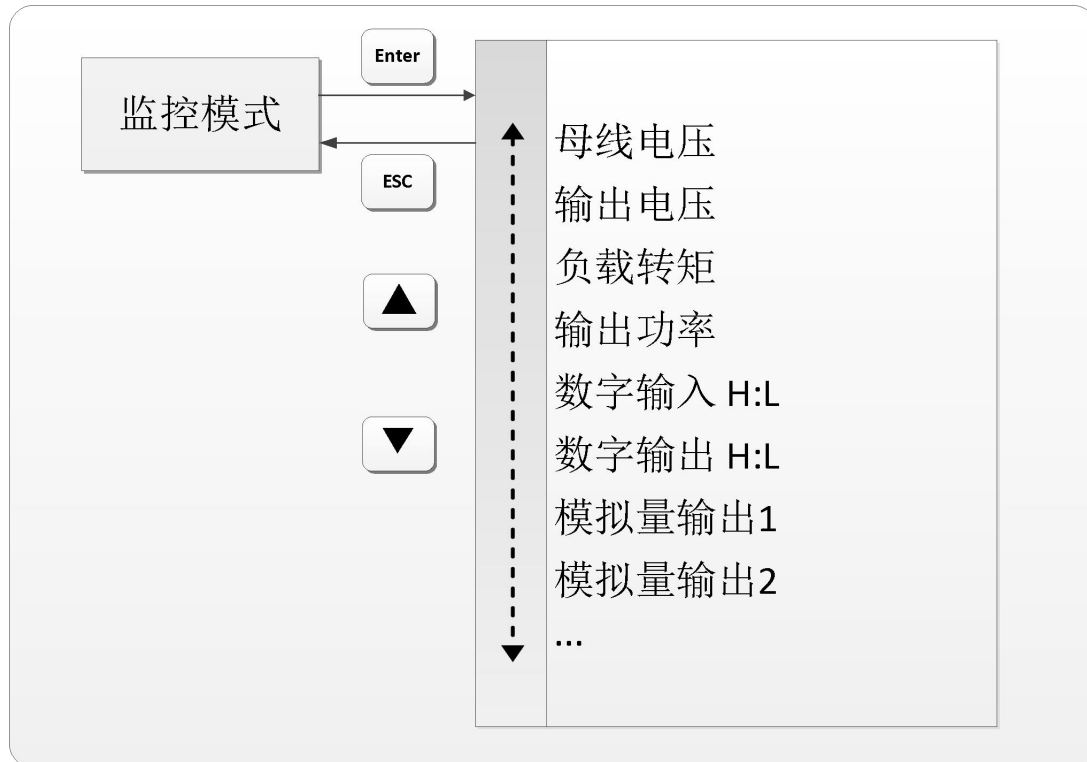 Enter
监控模式
ESC
母线电压
输出电压
负载转矩
输出功率
数字输入 H:L
数字输出 H:L
模拟量输出1
模拟量输出2
...